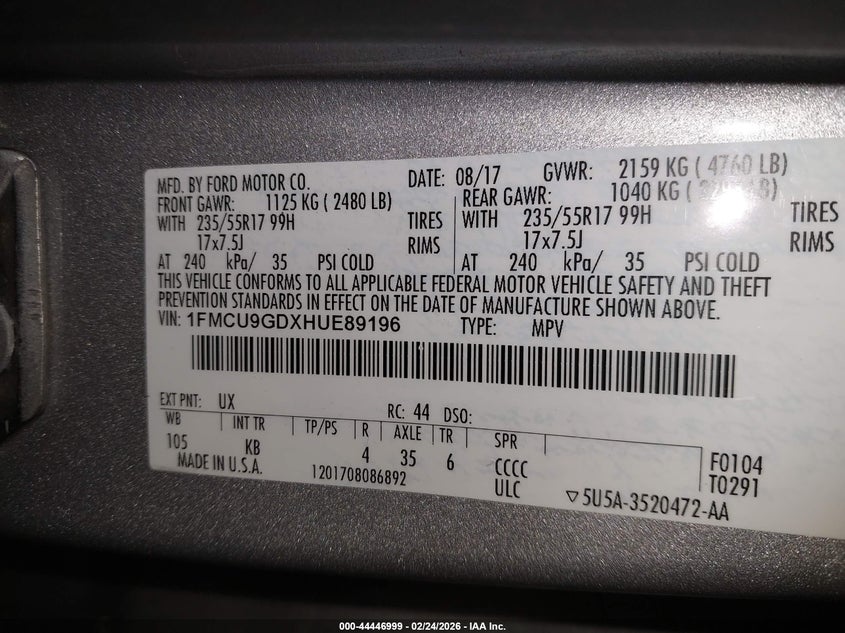 MFD. BY FORD MOTOR CO. DATE: 08/17 GVWR: 2159 KG ( 4760 LB)
FRONT GAWR: 1125 KG ( 2480 LB) REAR GAWR: 1040 KG ( LB)
WITH 235/55R17 99H TIRES WITH 235/55R17 99H TIRES
17x7.5J RIMS 17x7.5J RIMS
AT 240 kPa/ 35 PSI COLD AT 240 kPa/ 35 PSI COLD
THIS VEHICLE CONFORMS TO ALL APPLICABLE FEDERAL MOTOR VEHICLE SAFETY AND THEFT
PREVENTION STANDARDS IN EFFECT ON THE DATE OF MANUFACTURE SHOWN ABOVE.
VIN: 1FMCU9GDXHUE89196 TYPE: MPV
EXT PNT: UX RC: 44 DSO:
WB INT TR TP/PS R AXLE TR SPR
105 KB 4 35 6 CCCC F0104
MADE IN U.S.A. 1201708086892 ULC T0291
▽5U5A-3520472-AA
000-44446999 - 02/24/2026 - IAA Inc.